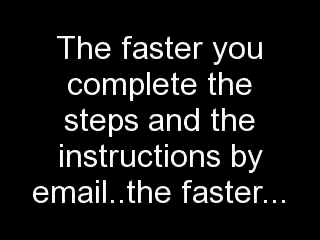 The faster you
complete the
steps and the
instructions by
email..the faster...